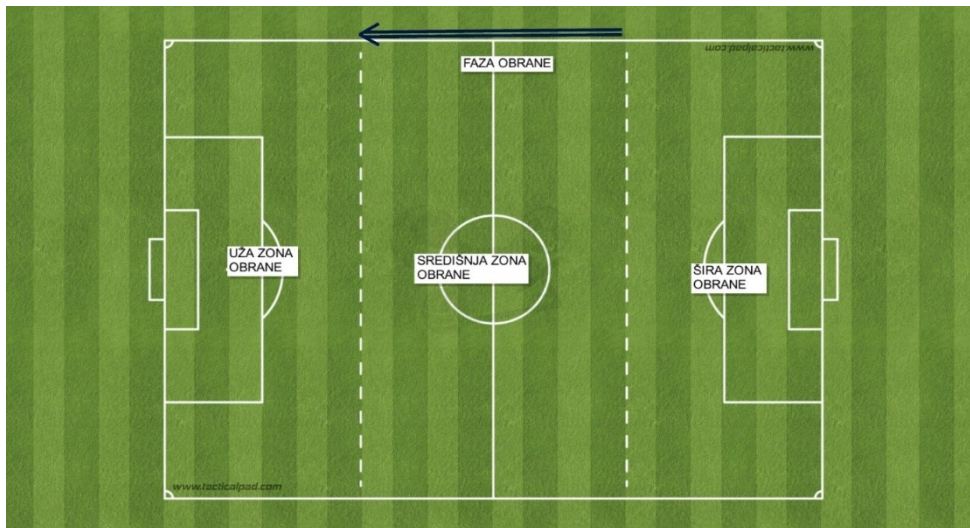 www.tacticalpad.com
FAZA OBRANE
UŽA ZONA
OBRANE
SREDIŠNJA ZONA
OBRANE
ŠIRA ZONA
OBRANE
www.tacticalpad.com